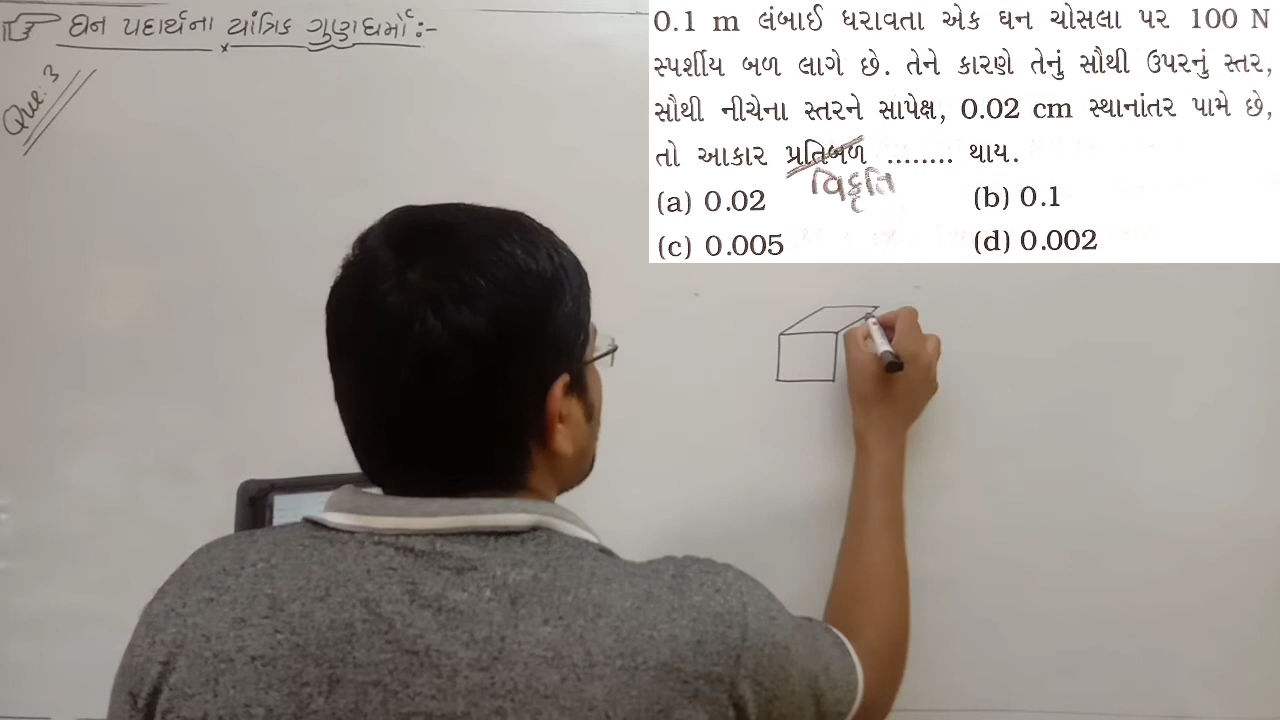 ઘન પદાર્થના યાંત્રિક ગુણધર્મો:-
Que: 3
0.1 m લંબાઈ ધરાવતા એક ઘન ચોસલા પર 100 N
સ્પર્શીય બળ લાગે છે. તેને કારણે તેનું સૌથી ઉપરનું સ્તર,
સૌથી નીચેના સ્તરને સાપેક્ષ, 0.02 cm સ્થાનાંતર પામે છે,
તો આકાર પ્રતિબળ ........ થાય.
વિકૃતિ
(a) 0.02 (b) 0.1
(c) 0.005 (d) 0.002